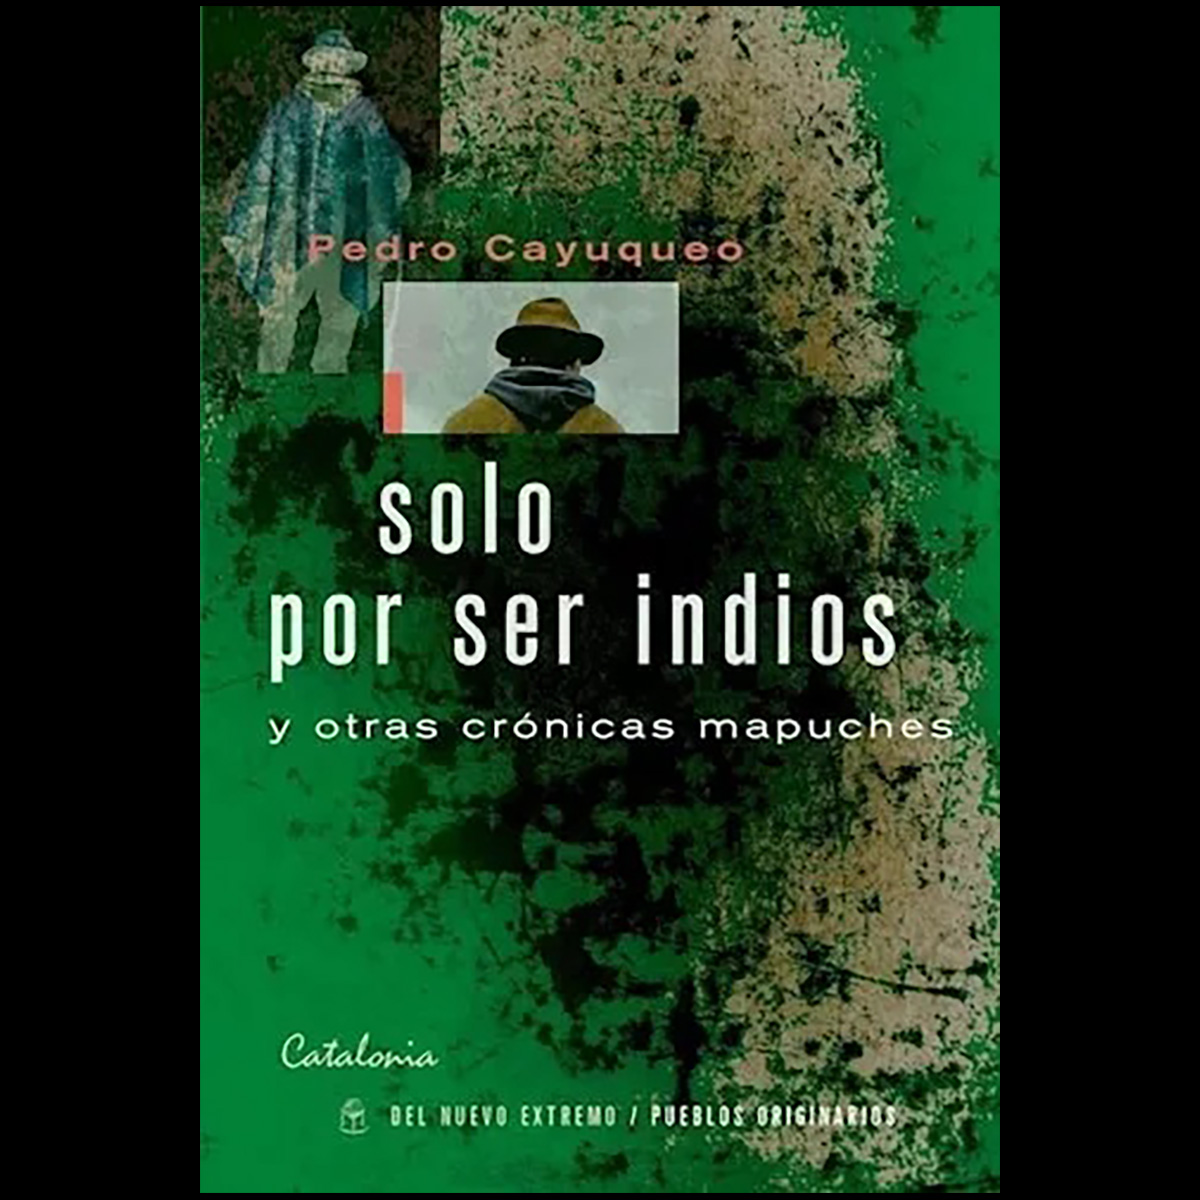 Pedro Cayuqueo
solo
por ser indios
y otras crónicas mapuches
Catalonia
DEL NUEVO EXTREMO / PUEBLOS ORIGINARIOS